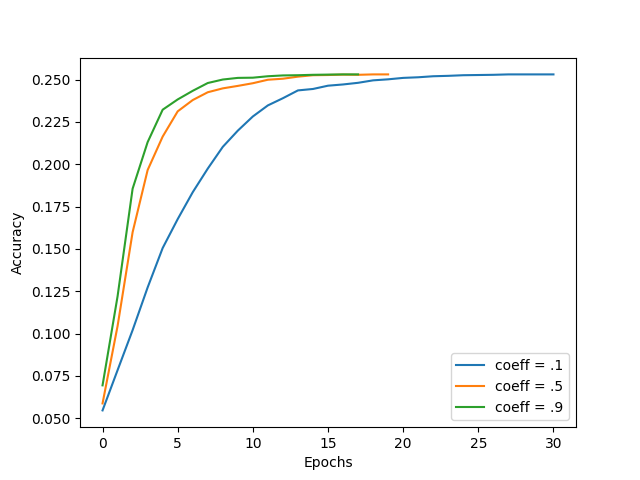 0.250
0.225
0.200
0.175
0.150
0.125
0.100
0.075
0.050
Accuracy
0 5 10 15 20 25 30
Epochs
coeff = .1
coeff = .5
coeff = .9